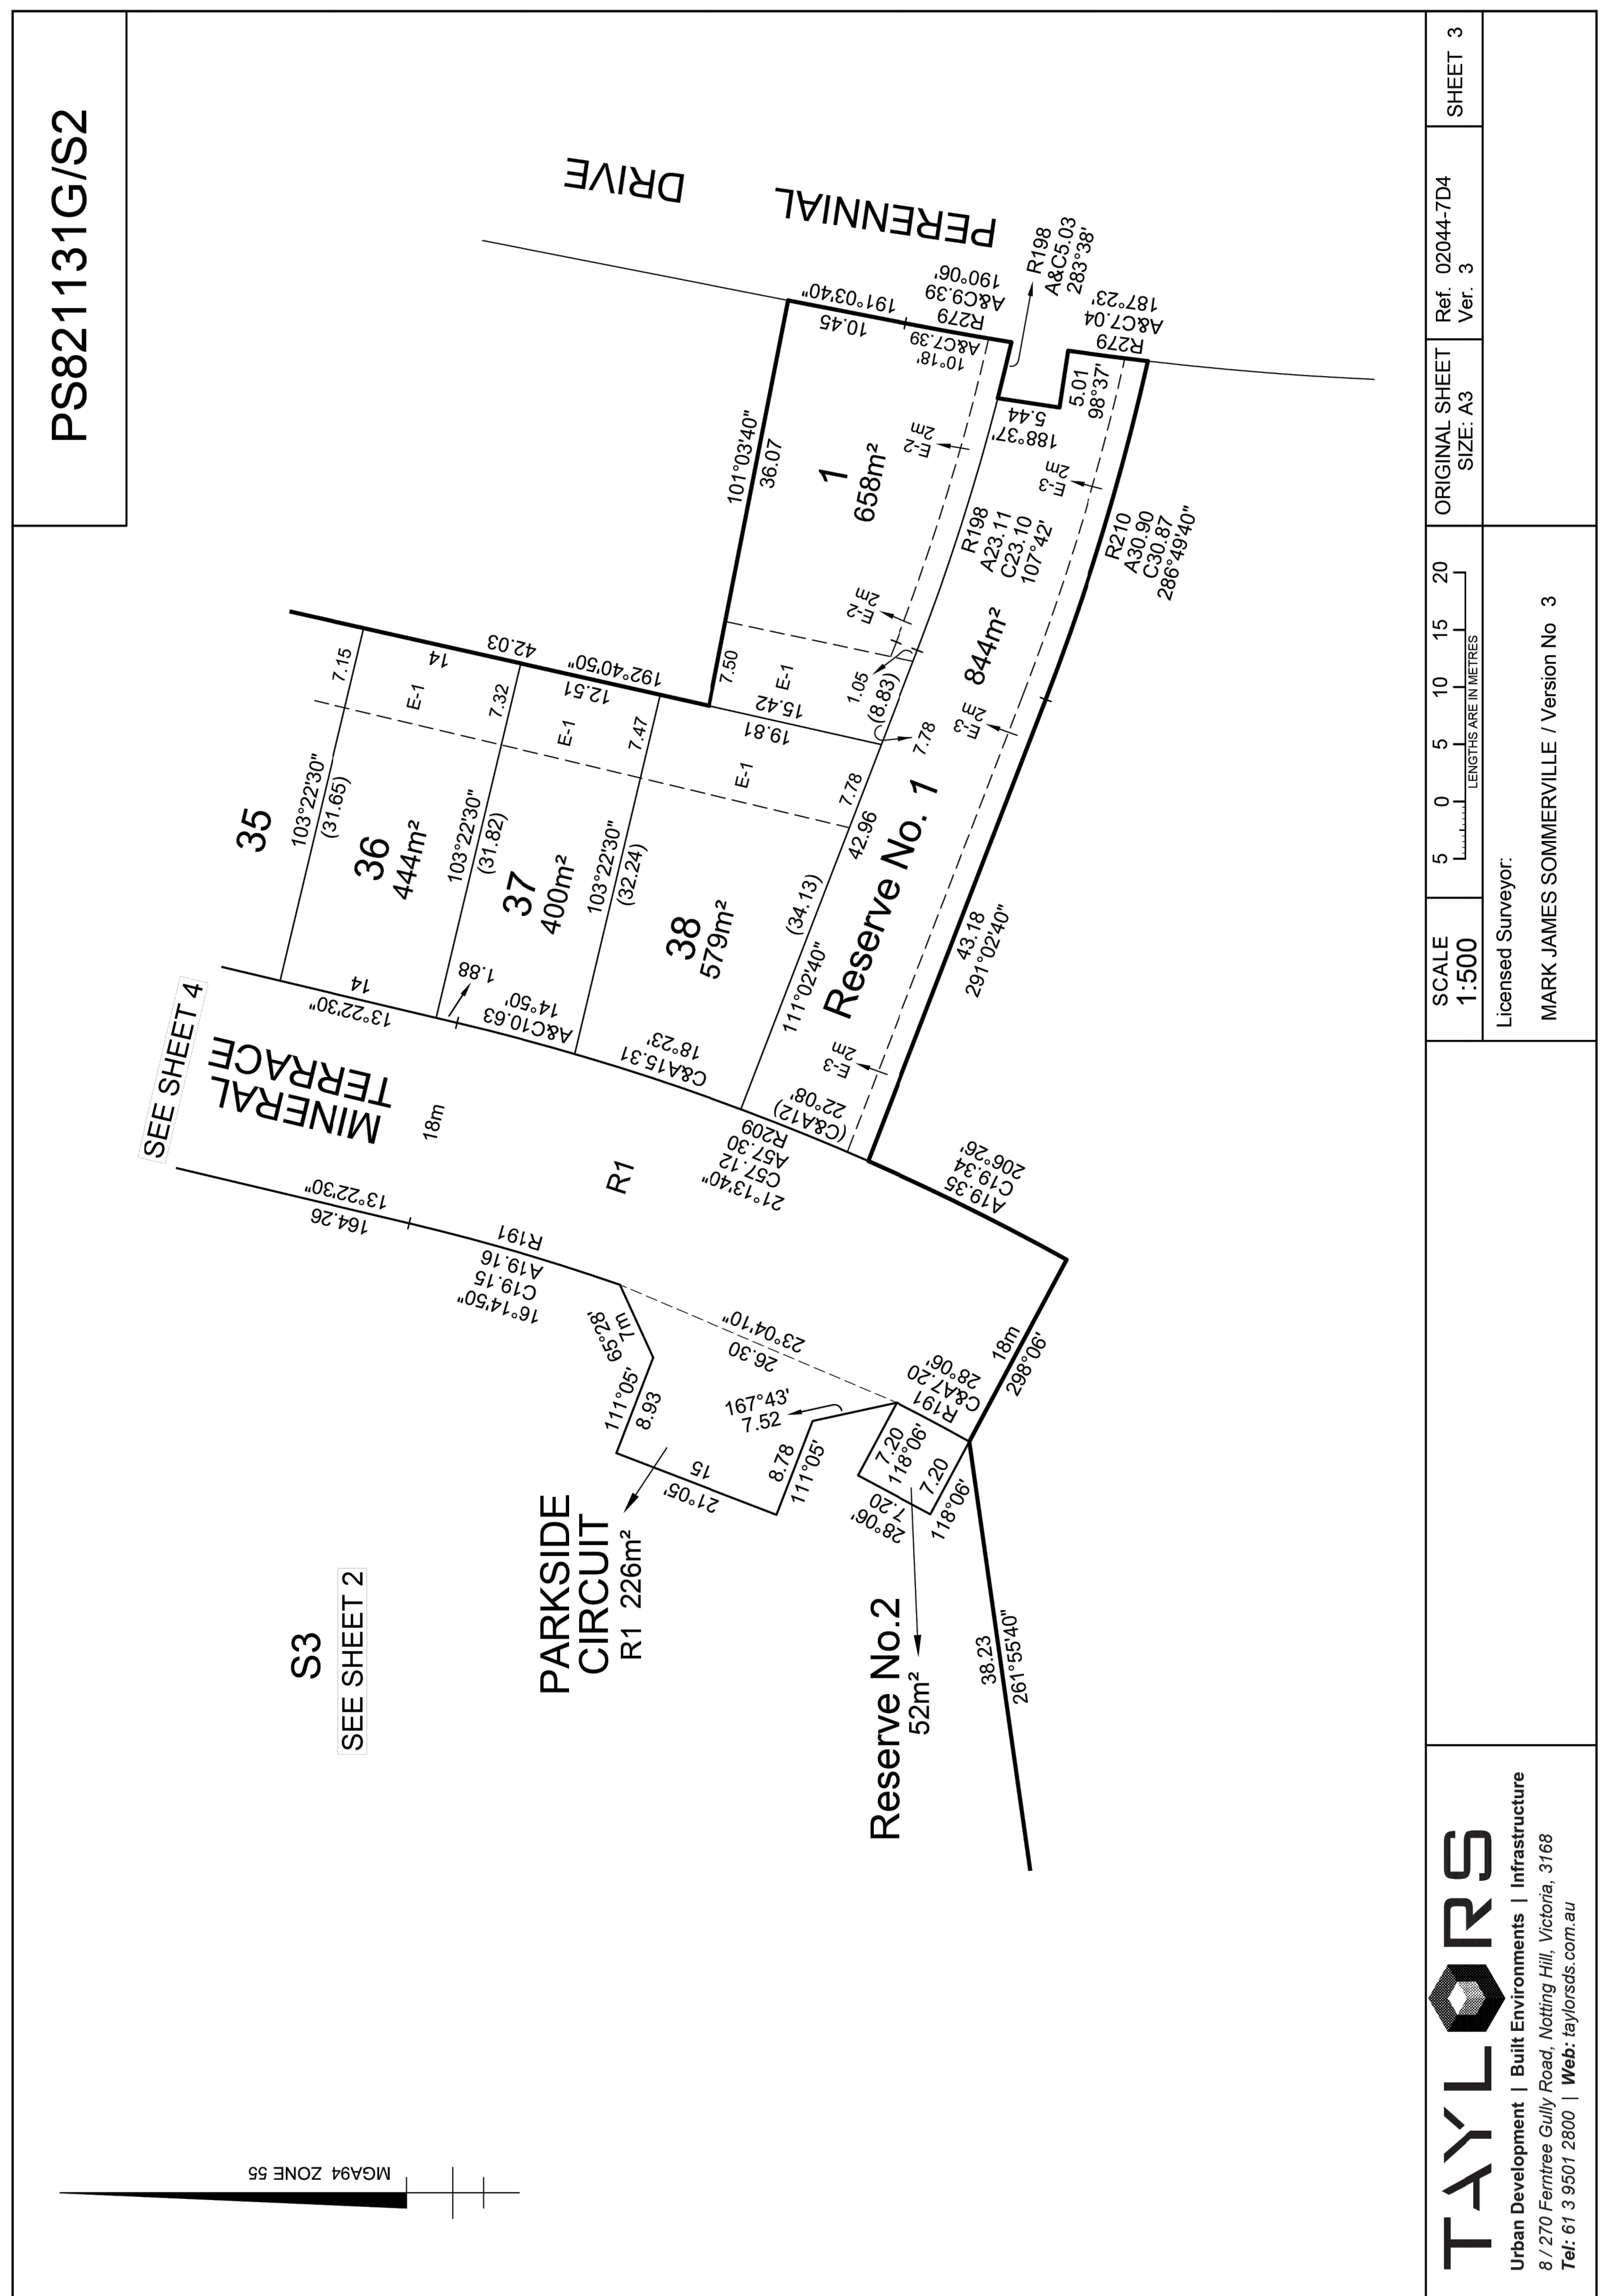 PS821131G/S2
PERENNIAL
DRIVE
R198
A&C5.03
283°38'
190°06'
A&C9.39
R279
191°03'40"
10.45
A&C7.39
10°18'
187°23'
A&C7.04
R279
5.01
98°37'
5.44
188°37'
101°03'40"
36.07
1
658m²
E-2
2m
E-2
2m
E-3
2m
R198
A23.11
C23.10
107°42'
R210
A30.90
C30.87
286°49'40"
844m²
E-3
2m
7.50
E-1
15.42
19.81
1.05
(8.83)
7.78
7.78
42.96
42.03
192°40'50"
14
7.15
E-1
7.32
12.51
E-1
7.47
E-1
35
103°22'30"
(31.65)
36
444m²
103°22'30"
(31.82)
37
400m²
103°22'30"
(32.24)
38
579m²
(34.13)
111°02'40"
Reserve No. 1
43.18
291°02'40"
E-3
2m
14
13°22'30"
1.88
14°50'
A&C10.63
18°23'
C&A15.31
22°08'
(C&A12)
R209
A57.30
C57.12
21°13'40"
SEE SHEET 4
MINERAL
TERRACE
18m
R1
13°22'30"
164.26
R191
A19.16
C19.15
16°14'50"
206°26'
C19.34
A19.35
65°28'
7m
111°05'
8.93
23°04'10"
26.30
167°43'
7.52
15
21°05'
8.78
111°05'
28°06'
C&A7.20
R191
18m
298°06'
7.20
118°06'
7.20
118°06'
7.20
28°06'
PARKSIDE
CIRCUIT
R1 226m²
S3
SEE SHEET 2
Reserve No.2
52m²
38.23
261°55'40"
MGA94 ZONE 55
TAYLORS
Urban Development | Built Environments | Infrastructure
8 / 270 Ferntree Gully Road, Notting Hill, Victoria, 3168
Tel: 61 3 9501 2800 | Web: taylorsds.com.au
SCALE
1:500
5 0 5 10 15 20
LENGTHS ARE IN METRES
ORIGINAL SHEET
SIZE: A3
Ref. 02044-7D4
Ver. 3
SHEET 3
Licensed Surveyor:
MARK JAMES SOMMERVILLE / Version No 3